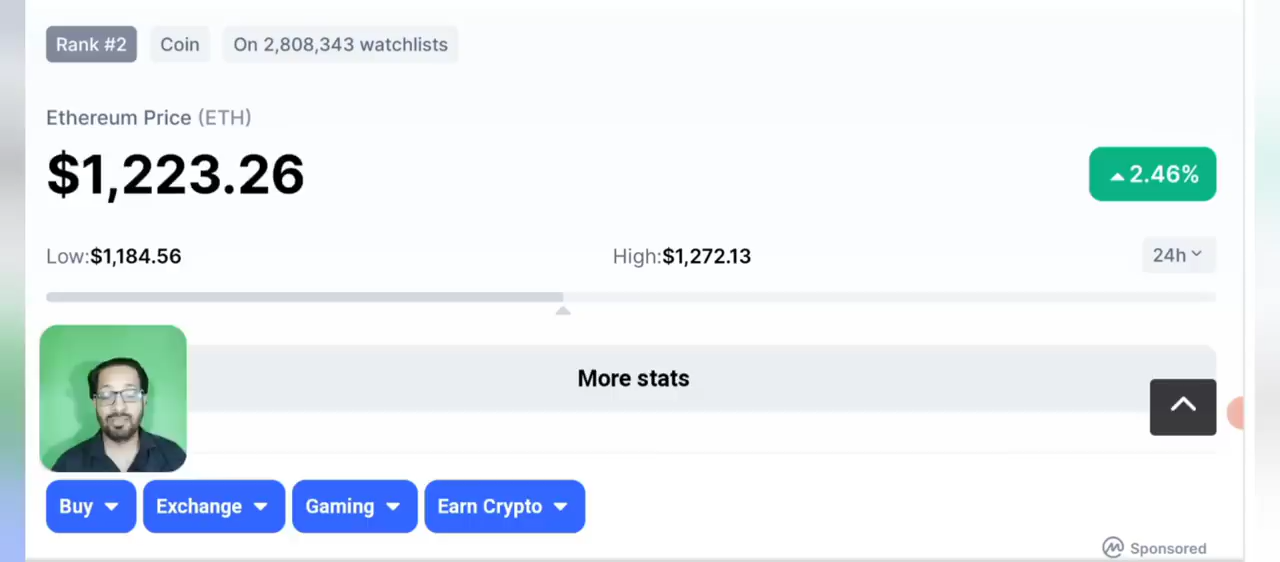 Rank #2 Coin On 2,808,343 watchlists
Ethereum Price (ETH)
$1,223.26
2.46%
Low:$1,184.56 High:$1,272.13 24h
More stats
Buy Exchange Gaming Earn Crypto
Sponsored